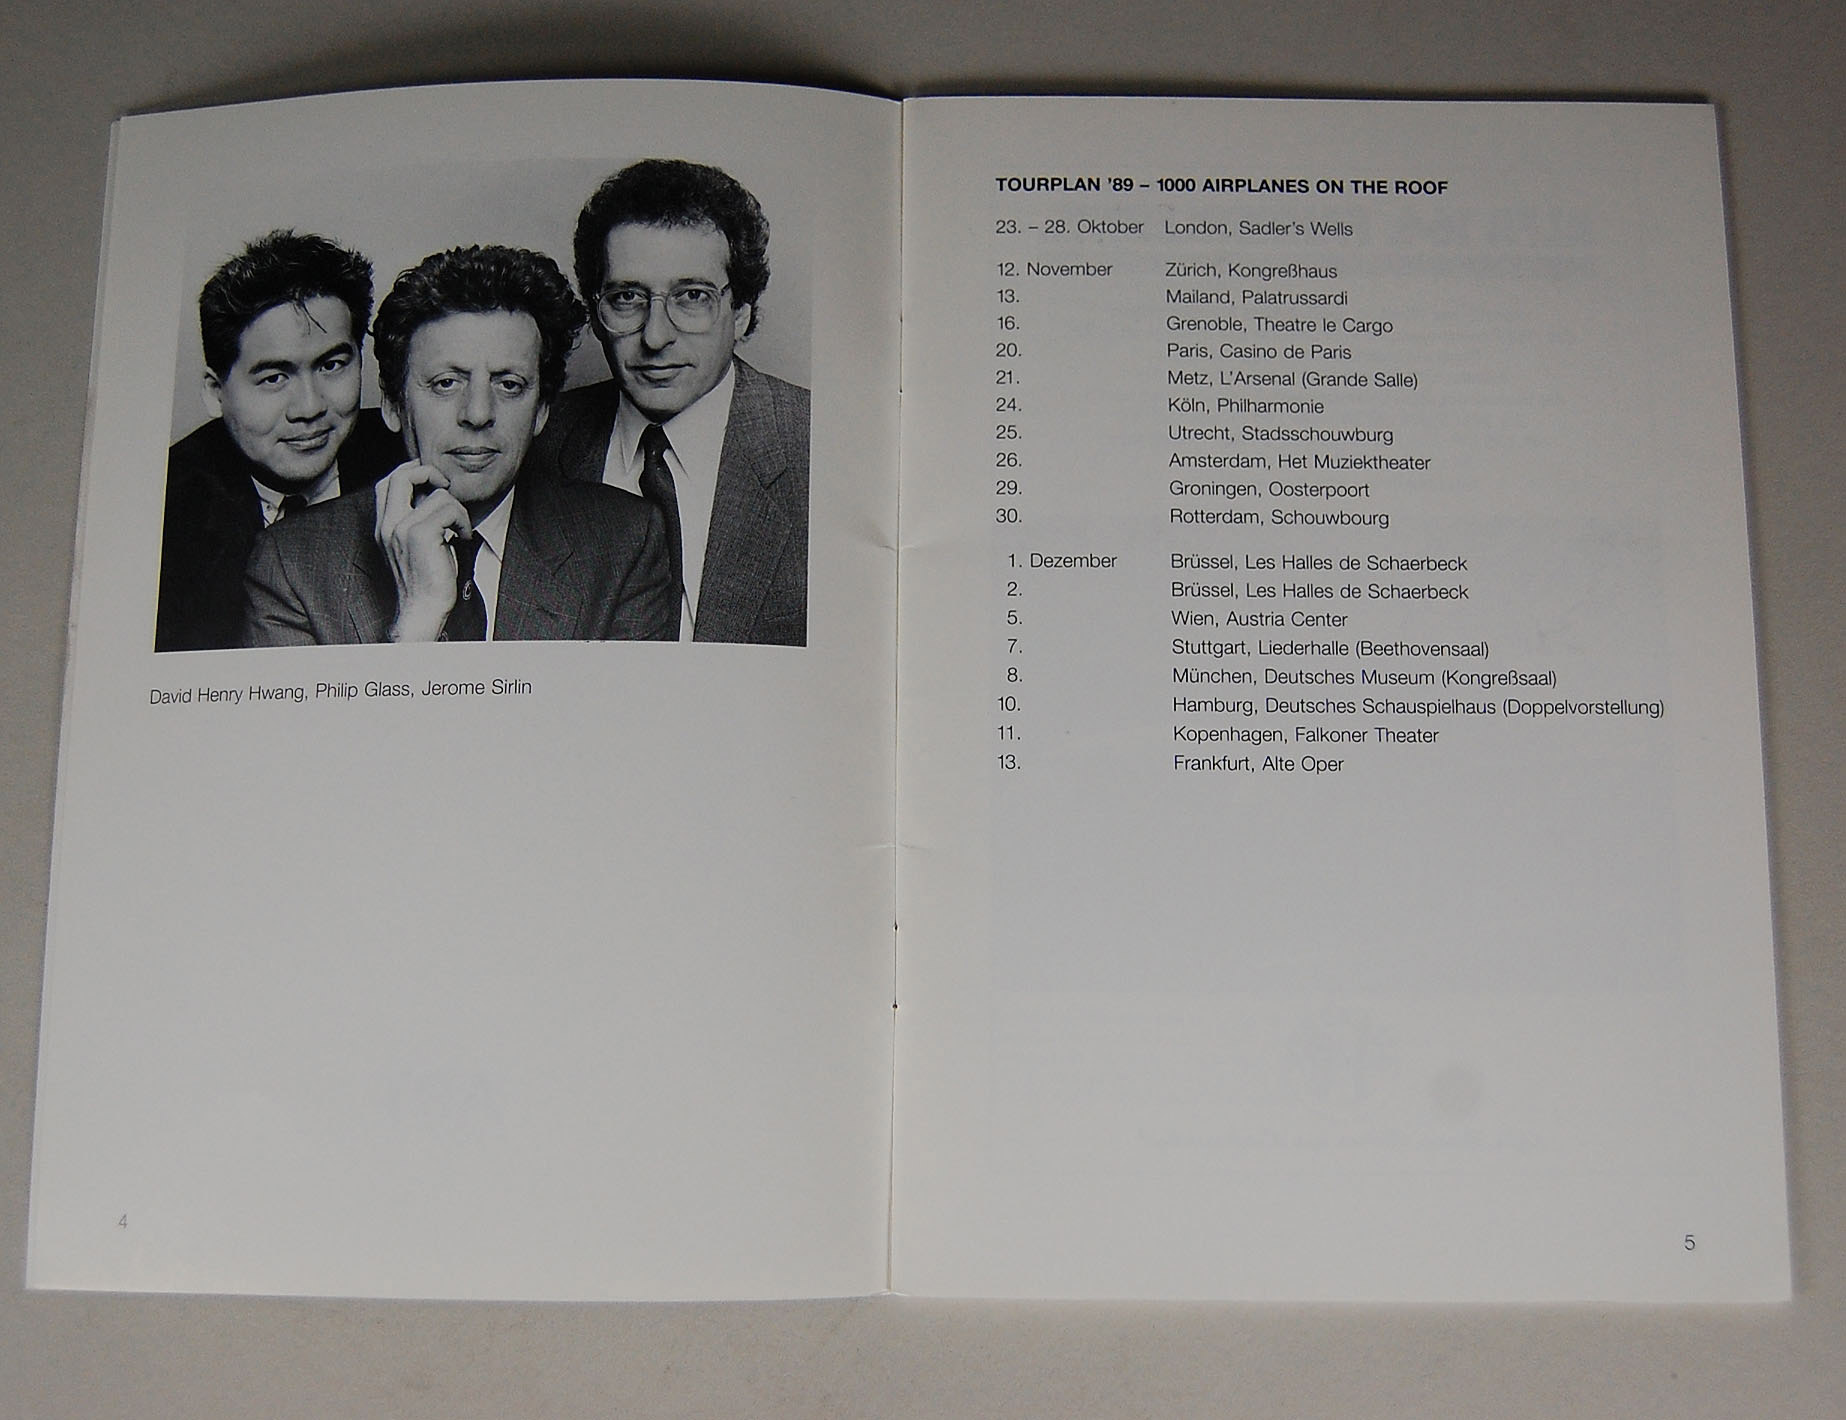 David Henry Hwang, Philip Glass, Jerome Sirlin
4
TOURPLAN '89 – 1000 AIRPLANES ON THE ROOF
23. – 28. Oktober London, Sadler's Wells
12. November Zürich, Kongreßhaus
13. Mailand, Palatrussardi
16. Grenoble, Theatre le Cargo
20. Paris, Casino de Paris
21. Metz, L'Arsenal (Grande Salle)
24. Köln, Philharmonie
25. Utrecht, Stadsschouwburg
26. Amsterdam, Het Muziektheater
29. Groningen, Oosterpoort
30. Rotterdam, Schouwbourg
1. Dezember Brüssel, Les Halles de Schaerbeck
2. Brüssel, Les Halles de Schaerbeck
5. Wien, Austria Center
7. Stuttgart, Liederhalle (Beethovensaal)
8. München, Deutsches Museum (Kongreßsaal)
10. Hamburg, Deutsches Schauspielhaus (Doppelvorstellung)
11. Kopenhagen, Falkoner Theater
13. Frankfurt, Alte Oper
5